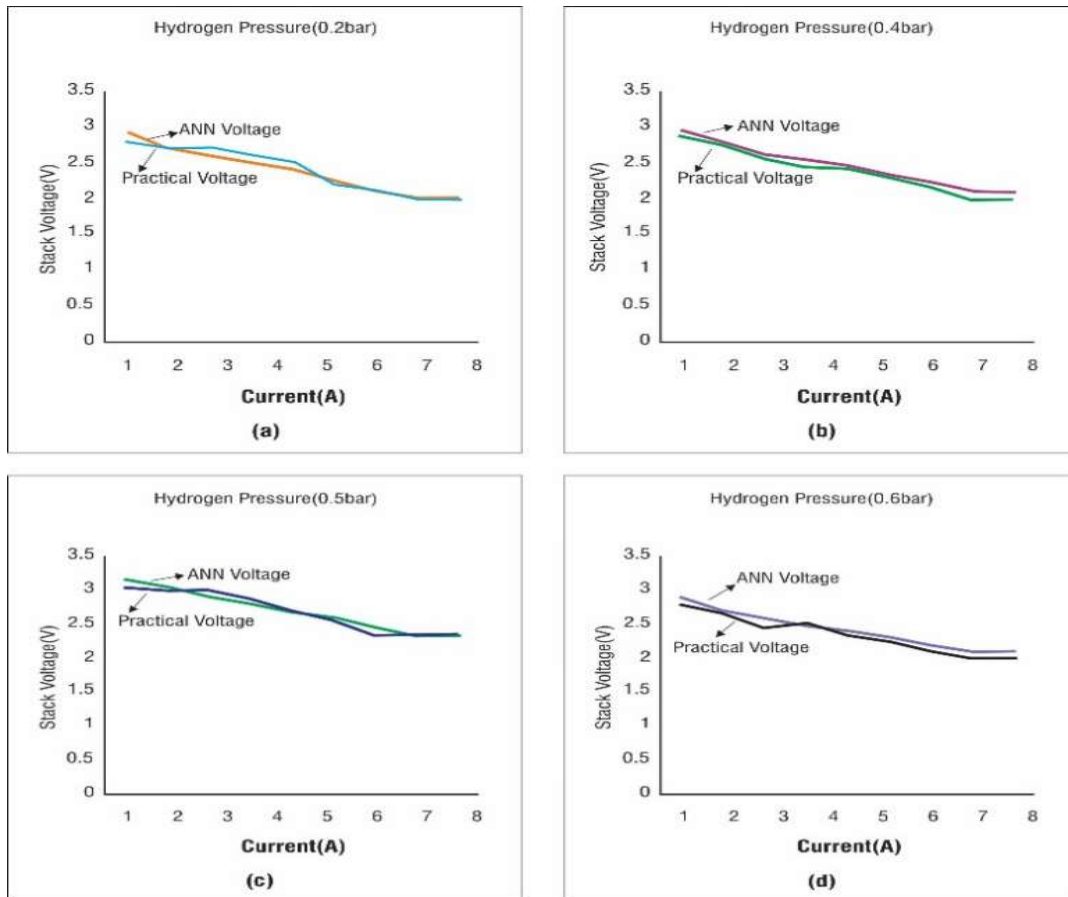 Hydrogen Pressure(0.2bar)
3.5
3
2.5
2
1.5
1
0.5
0
Stack Voltage(V)
ANN Voltage
Practical Voltage
1 2 3 4 5 6 7 8
Current(A)
(a)
Hydrogen Pressure(0.4bar)
3.5
3
2.5
2
1.5
1
0.5
0
Stack Voltage(V)
ANN Voltage
Practical Voltage
1 2 3 4 5 6 7 8
Current(A)
(b)
Hydrogen Pressure(0.5bar)
3.5
3
2.5
2
1.5
1
0.5
0
Stack Voltage(V)
ANN Voltage
Practical Voltage
1 2 3 4 5 6 7 8
Current(A)
(c)
Hydrogen Pressure(0.6bar)
3.5
3
2.5
2
1.5
1
0.5
0
Stack Voltage(V)
ANN Voltage
Practical Voltage
1 2 3 4 5 6 7 8
Current(A)
(d)